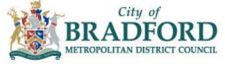 City of
BRADFORD
METROPOLITAN DISTRICT COUNCIL